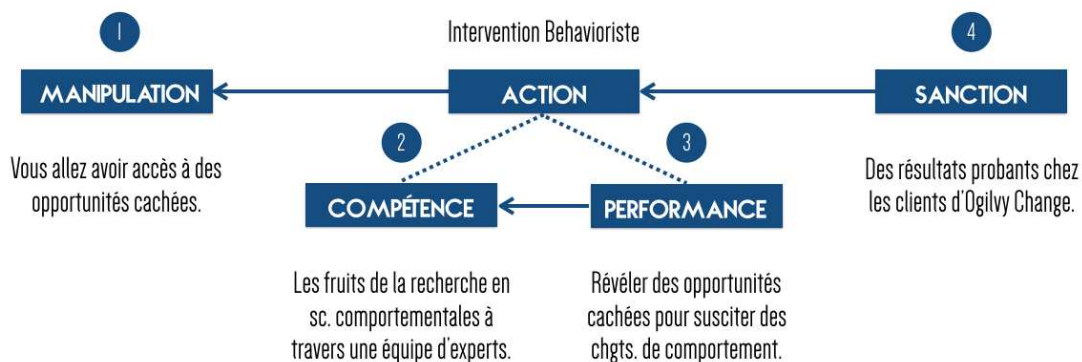 1
Intervention Behavioriste
4
MANIPULATION
ACTION
SANCTION
Vous allez avoir accès à des
opportunités cachées.
2
3
Des résultats probants chez
les clients d'Ogilvy Change.
COMPÉTENCE
PERFORMANCE
Les fruits de la recherche en
sc. comportementales à
travers une équipe d'experts.
Révéler des opportunités
cachées pour susciter des
chgts. de comportement.